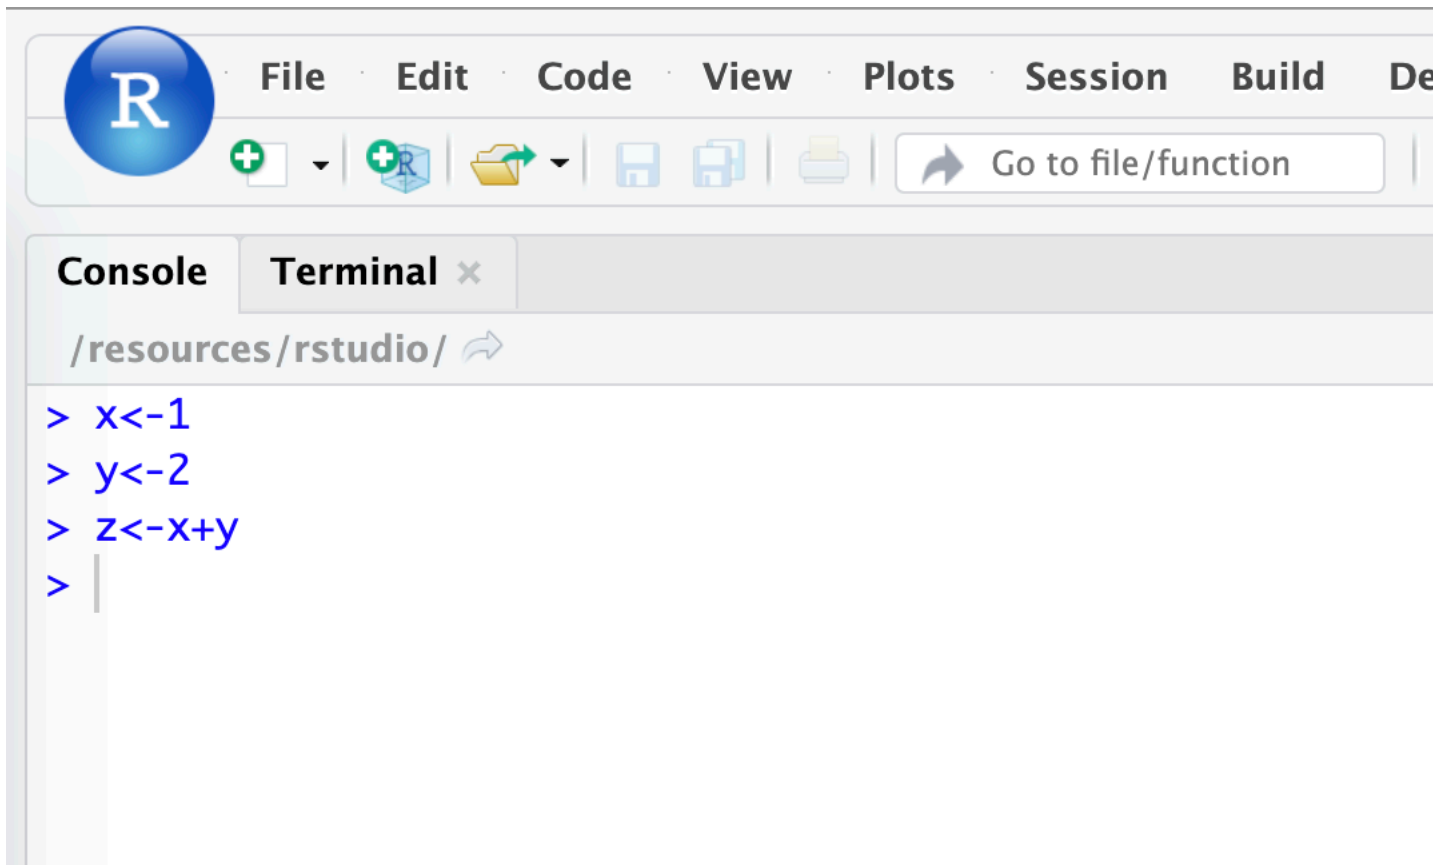 R File Edit Code View Plots Session Build De
R Go to file/function
Console Terminal ×
/resources/rstudio/
> x<-1
> y<-2
> z<-x+y
>